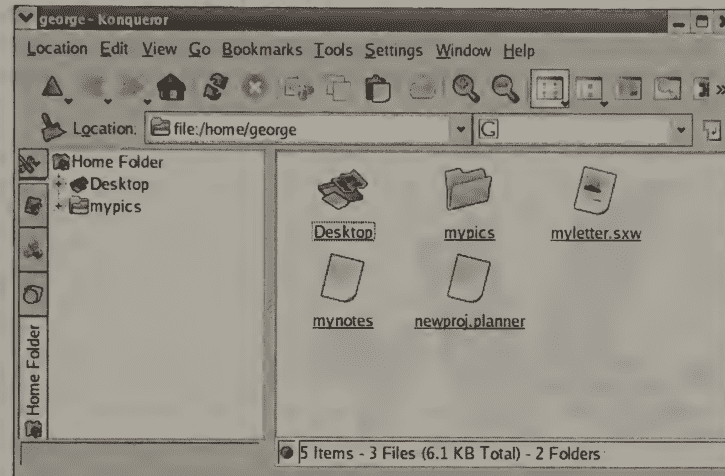 george - Konqueror
Location Edit View Go Bookmarks Tools Settings Window Help
Location: file:/home/george G
Home Folder
Desktop
mypics
Desktop mypics myletter.sxw
mynotes newproj.planner
Home Folder
5 Items - 3 Files (6.1 KB Total) - 2 Folders